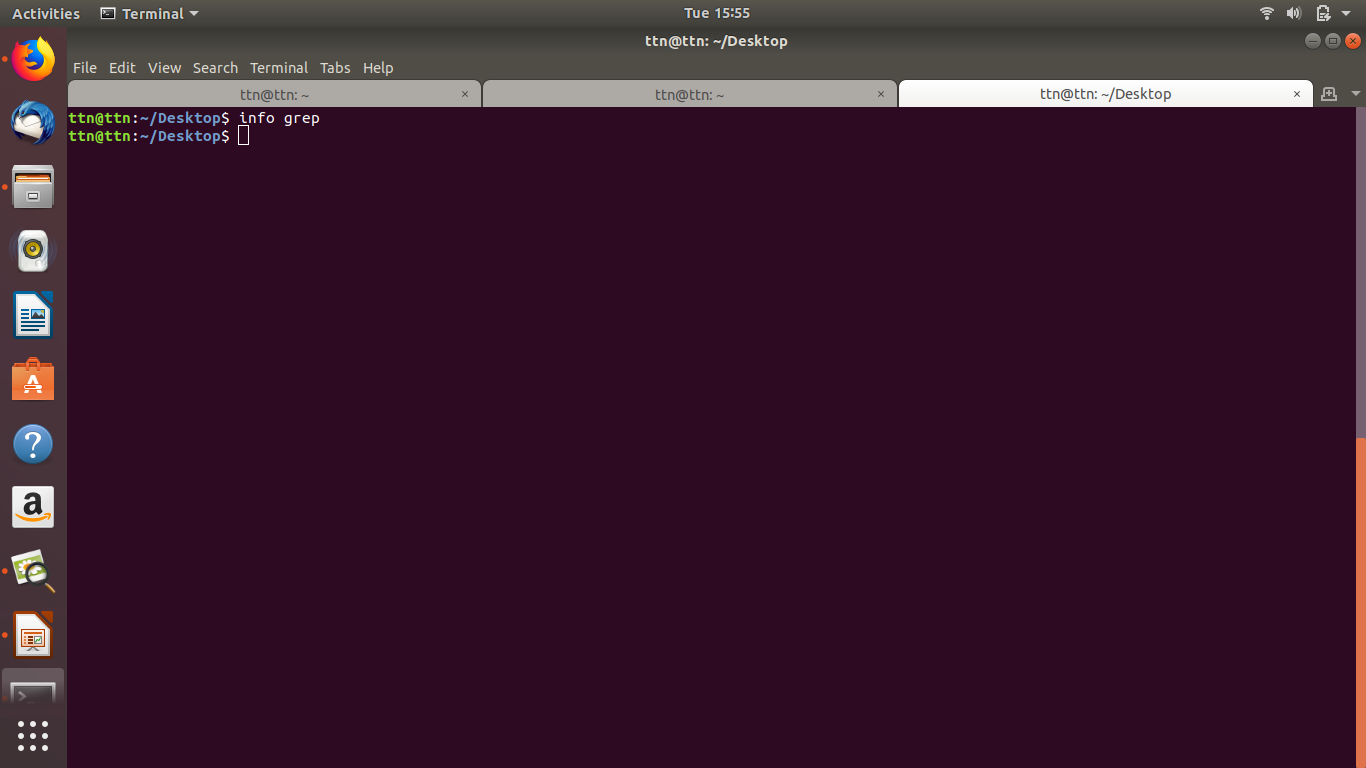 Activities Terminal Tue 15:55
ttn@ttn: ~/Desktop
File Edit View Search Terminal Tabs Help
ttn@ttn: ~ × ttn@ttn: ~ × ttn@ttn: ~/Desktop ×
ttn@ttn:~/Desktop$ info grep
ttn@ttn:~/Desktop$
A
?
a
>_